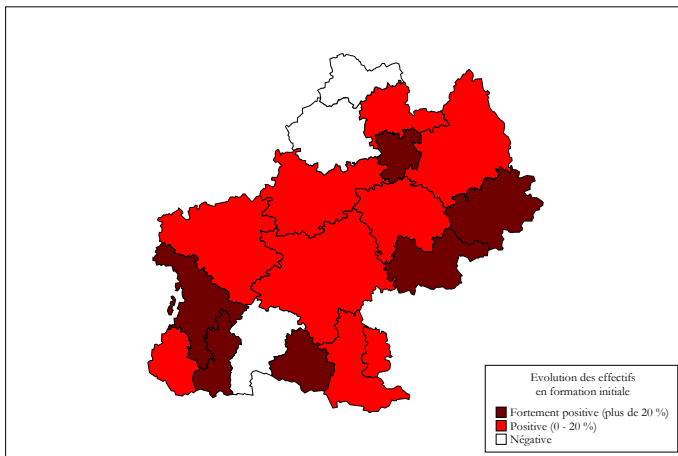 Evolution des effectifs
en formation initiale
Fortement positive (plus de 20 %)
Positive (0 - 20 %)
Négative